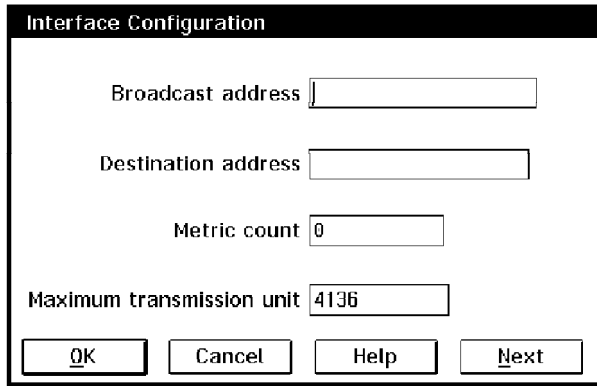 Interface Configuration
Broadcast address
Destination address
Metric count 0
Maximum transmission unit 4136
OK Cancel Help Next